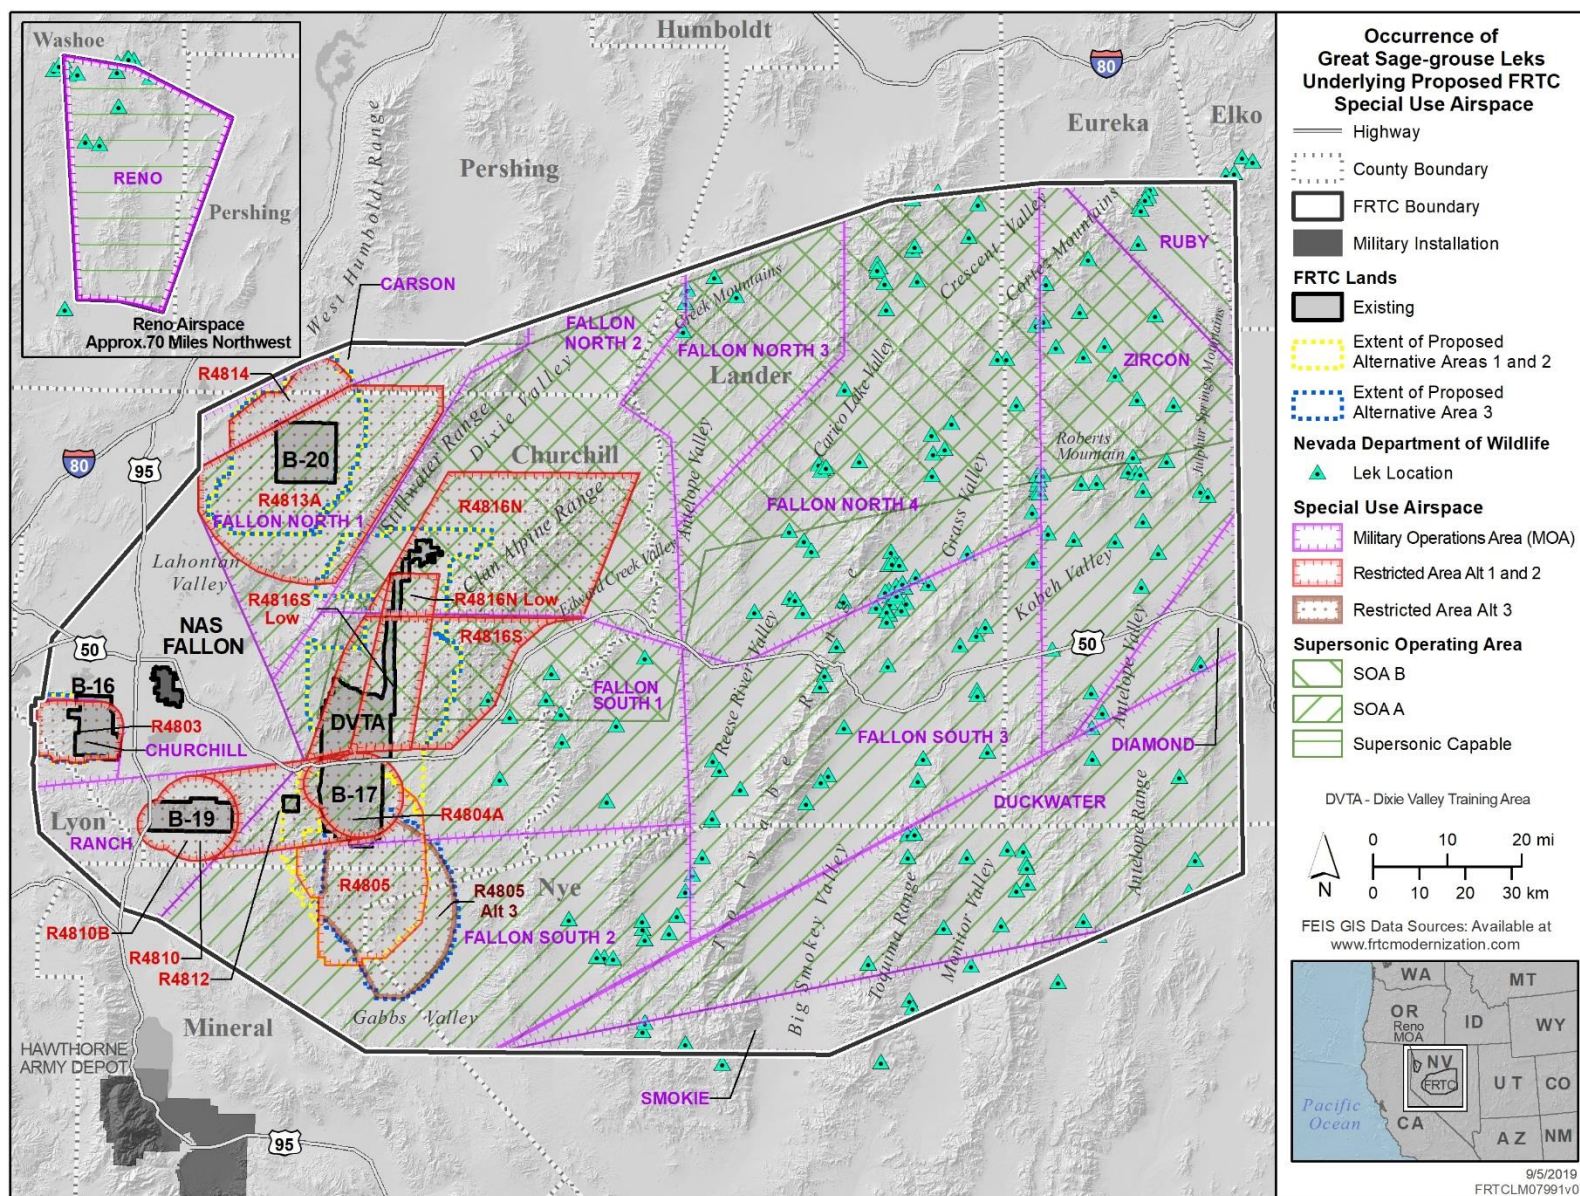 Washoe
RENO
Pershing
Reno Airspace
Approx.70 Miles Northwest
Humboldt
80
Elko
Eureka
Pershing
West Humboldt Range
CARSON
R4814
FALLON
NORTH 2
Creek Mountains
FALLON NORTH 3
Lander
Crescent Valley
Cortez Mountains
RUBY
ZIRCON
80
95
B-20
R4813A
FALLON NORTH 1
Stillwater Range
Dixie Valley
Churchill
R4816N
Clan Alpine Range
Antelope Valley
Carico Lake Valley
FALLON NORTH 4
Grass Valley
Roberts
Mountain
Julphur Springs Mountains
Lahontan
Valley
R4816S
Low
R4816N Low
Edward Creek Valley
R4816S
Kobeh Valley
NAS
FALLON
50
50
B-16
R4803
CHURCHILL
DVTA
FALLON
SOUTH 1
Reese River Valley
Toiyabe Range
FALLON SOUTH 3
Antelope Valley
DIAMOND
DUCKWATER
Antelope Range
B-17
R4804A
B-19
Lyon
RANCH
R4805
R4805
Alt 3
Nye
FALLON SOUTH 2
R4810B
R4810
R4812
Big Smokey Valley
Toquima Range
Monitor Valley
Gabbs Valley
Mineral
HAWTHORNE
ARMY DEPOT
95
SMOKIE
Occurrence of
Great Sage-grouse Leks
Underlying Proposed FRTC
Special Use Airspace
Highway
County Boundary
FRTC Boundary
Military Installation
FRTC Lands
Existing
Extent of Proposed
Alternative Areas 1 and 2
Extent of Proposed
Alternative Area 3
Nevada Department of Wildlife
Lek Location
Special Use Airspace
Military Operations Area (MOA)
Restricted Area Alt 1 and 2
Restricted Area Alt 3
Supersonic Operating Area
SOA B
SOA A
Supersonic Capable
DVTA - Dixie Valley Training Area
N
0 10 20 mi
0 10 20 30 km
FEIS GIS Data Sources: Available at
www.frtcmodernization.com
WA
MT
OR
ID
Reno
MOA
WY
NV
FRTC
UT
CO
Pacific
Ocean
CA
AZ
NM
9/5/2019
FRTCLM07991v0